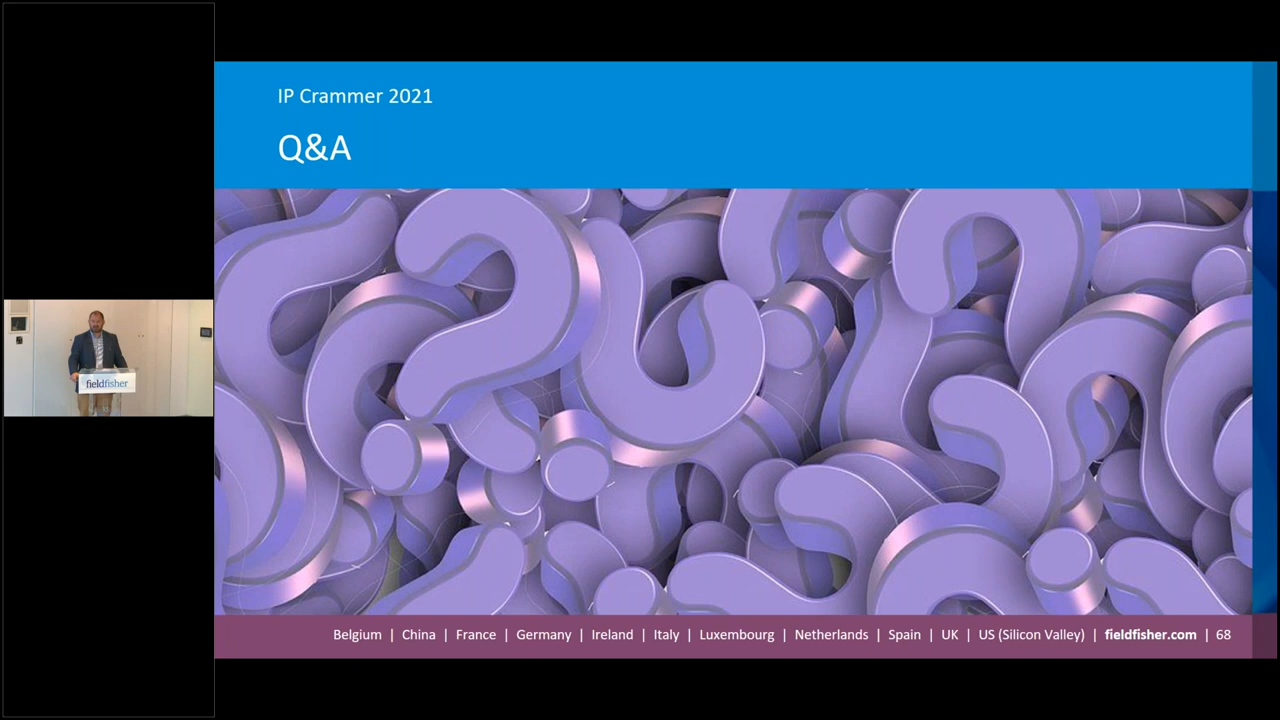 IP Crammer 2021
Q&A
fieldfisher
Belgium | China | France | Germany | Ireland | Italy | Luxembourg | Netherlands | Spain | UK | US (Silicon Valley) | fieldfisher.com | 68